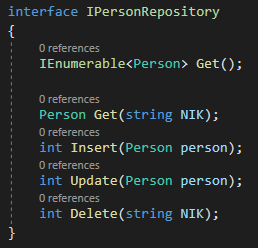 interface IPersonRepository
{
0 references
IEnumerable<Person> Get();
0 references
Person Get(string NIK);
0 references
int Insert(Person person);
0 references
int Update(Person person);
0 references
int Delete(string NIK);
}